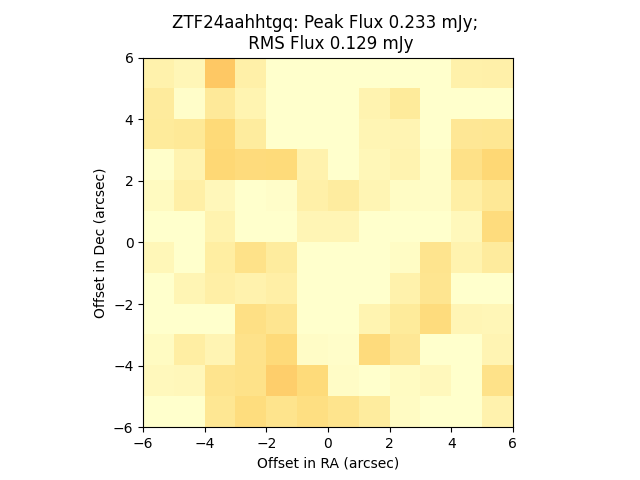 ZTF24aahhtgq: Peak Flux 0.233 mJy;
RMS Flux 0.129 mJy
6
4
2
0
−2
−4
−6
Offset in Dec (arcsec)
−6 −4 −2 0 2 4 6
Offset in RA (arcsec)